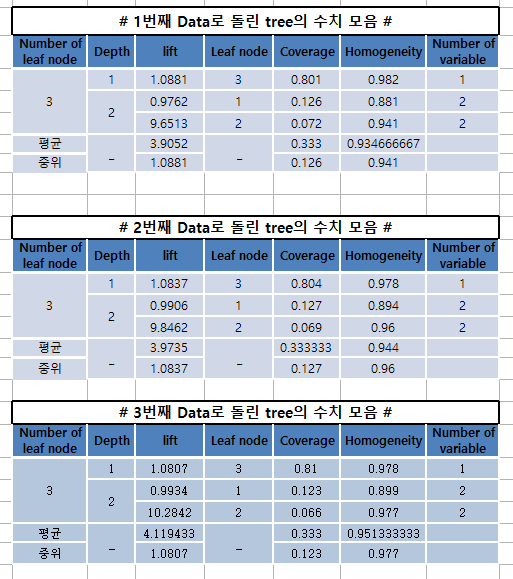 # 1번째 Data로 돌린 tree의 수치 모음 #
Number of leaf node Depth lift Leaf node Coverage Homogeneity Number of variable
3 1 1.0881 3 0.801 0.982 1
2 0.9762 1 0.126 0.881 2
9.6513 2 0.072 0.941 2
평균 – 3.9052 – 0.333 0.934666667
중위 1.0881 0.126 0.941
# 2번째 Data로 돌린 tree의 수치 모음 #
Number of leaf node Depth lift Leaf node Coverage Homogeneity Number of variable
3 1 1.0837 3 0.804 0.978 1
2 0.9906 1 0.127 0.894 2
9.8462 2 0.069 0.96 2
평균 – 3.9735 – 0.333333 0.944
중위 1.0837 0.127 0.96
# 3번째 Data로 돌린 tree의 수치 모음 #
Number of leaf node Depth lift Leaf node Coverage Homogeneity Number of variable
3 1 1.0807 3 0.81 0.978 1
2 0.9934 1 0.123 0.899 2
10.2842 2 0.066 0.977 2
평균 – 4.119433 – 0.333 0.951333333
중위 1.0807 0.123 0.977